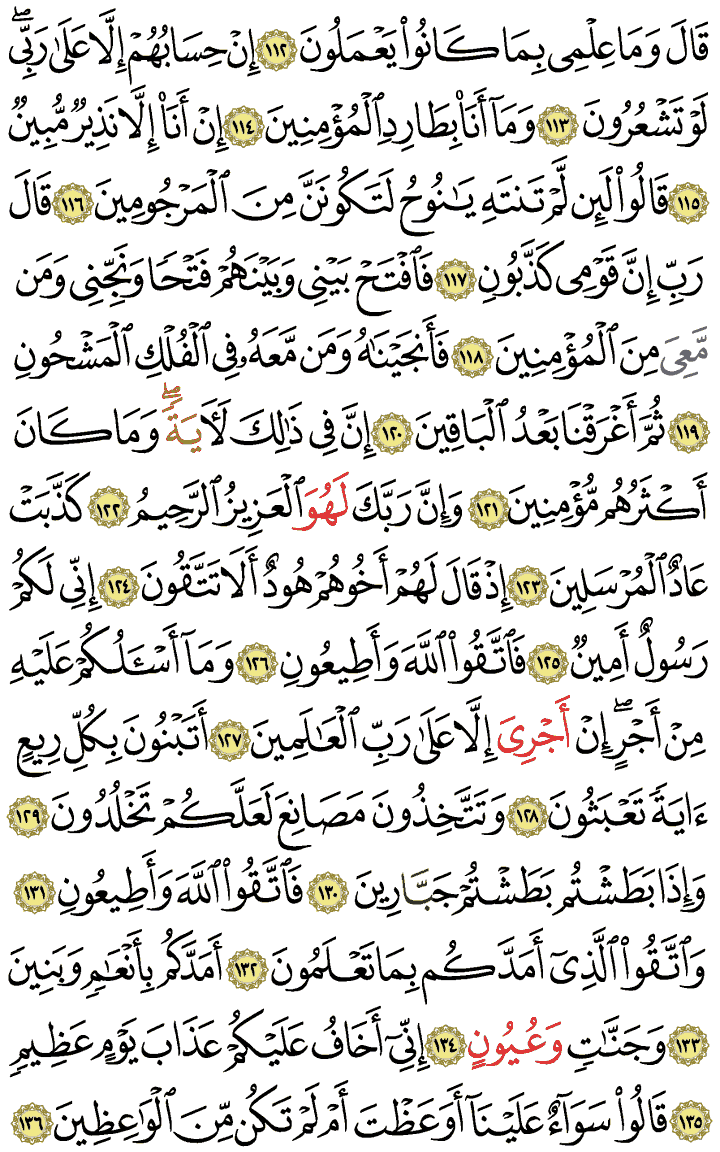 قَالَ وَمَا عِلْمِى بِمَا كَانُوا۟ يَعْمَلُونَ ١١٢ إِنْ حِسَابُهُمْ إِلَّا عَلَىٰ رَبِّىۖ
لَوْ تَشْعُرُونَ ١١٣ وَمَآ أَنَا۠ بِطَارِدِ ٱلْمُؤْمِنِينَ ١١٤ إِنْ أَنَا۠ إِلَّا نَذِيرٌ مُّبِينٌ
١١٥ قَالُوا۟ لَئِن لَّمْ تَنتَهِ يَـٰنُوحُ لَتَكُونَنَّ مِنَ ٱلْمَرْجُومِينَ ١١٦ قَالَ
رَبِّ إِنَّ قَوْمِى كَذَّبُونِ ١١٧ فَٱفْتَحْ بَيْنِى وَبَيْنَهُمْ فَتْحًا وَنَجِّنِى وَمَن
مَّعِىَ مِنَ ٱلْمُؤْمِنِينَ ١١٨ فَأَنجَيْنَـٰهُ وَمَن مَّعَهُۥ فِى ٱلْفُلْكِ ٱلْمَشْحُونِ
١١٩ ثُمَّ أَغْرَقْنَا بَعْدُ ٱلْبَاقِينَ ١٢٠ إِنَّ فِى ذَٰلِكَ لَـَٔايَةًۖ وَمَا كَانَ
أَكْثَرُهُم مُّؤْمِنِينَ ١٢١ وَإِنَّ رَبَّكَ لَهُوَ ٱلْعَزِيزُ ٱلرَّحِيمُ ١٢٢ كَذَّبَتْ
عَادٌ ٱلْمُرْسَلِينَ ١٢٣ إِذْ قَالَ لَهُمْ أَخُوهُمْ هُودٌ أَلَا تَتَّقُونَ ١٢٤ إِنِّى لَكُمْ
رَسُولٌ أَمِينٌ ١٢٥ فَٱتَّقُوا۟ ٱللَّهَ وَأَطِيعُونِ ١٢٦ وَمَآ أَسْـَٔلُكُمْ عَلَيْهِ
مِنْ أَجْرٍۖ إِنْ أَجْرِىَ إِلَّا عَلَىٰ رَبِّ ٱلْعَـٰلَمِينَ ١٢٧ أَتَبْنُونَ بِكُلِّ رِيعٍ
ءَايَةً تَعْبَثُونَ ١٢٨ وَتَتَّخِذُونَ مَصَانِعَ لَعَلَّكُمْ تَخْلُدُونَ ١٢٩
وَإِذَا بَطَشْتُم بَطَشْتُمْ جَبَّارِينَ ١٣٠ فَٱتَّقُوا۟ ٱللَّهَ وَأَطِيعُونِ ١٣١
وَٱتَّقُوا۟ ٱلَّذِىٓ أَمَدَّكُم بِمَا تَعْلَمُونَ ١٣٢ أَمَدَّكُم بِأَنْعَـٰمٍ وَبَنِينَ
١٣٣ وَجَنَّـٰتٍ وَعُيُونٍ ١٣٤ إِنِّىٓ أَخَافُ عَلَيْكُمْ عَذَابَ يَوْمٍ عَظِيمٍ
١٣٥ قَالُوا۟ سَوَآءٌ عَلَيْنَآ أَوَعَظْتَ أَمْ لَمْ تَكُن مِّنَ ٱلْوَٰعِظِينَ ١٣٦